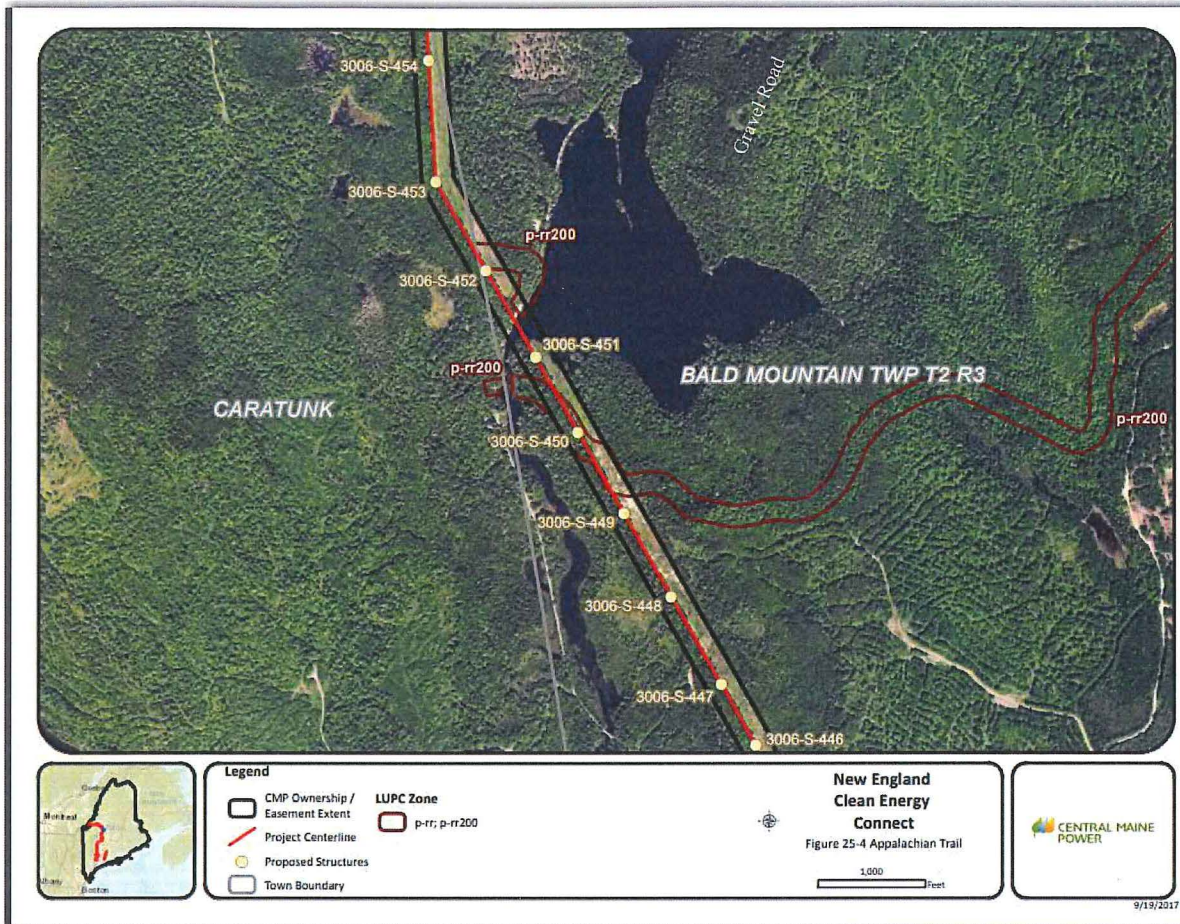 3006-S-454
Gravel Road
3006-S-453
p-rr200
3006-S-452
3006-S-451
p-rr200
BALD MOUNTAIN TWP T2 R3
CARATUNK
p-rr200
3006-S-450
3006-S-449
3006-S-448
3006-S-447
3006-S-446
Montreal
Boston
Legend
CMP Ownership /
Easement Extent
Project Centerline
Proposed Structures
Town Boundary
LUPC Zone
p-rr; p-rr200
New England
Clean Energy
Connect
Figure 25-4 Appalachian Trail
1,000
Feet
CENTRAL MAINE
POWER
9/19/2017